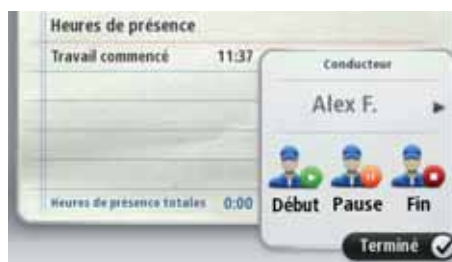 Heures de présence
Travail commencé 11:37
Conducteur
Alex F.
Heures de présence totales 0:00
Début Pause Fin
Terminé